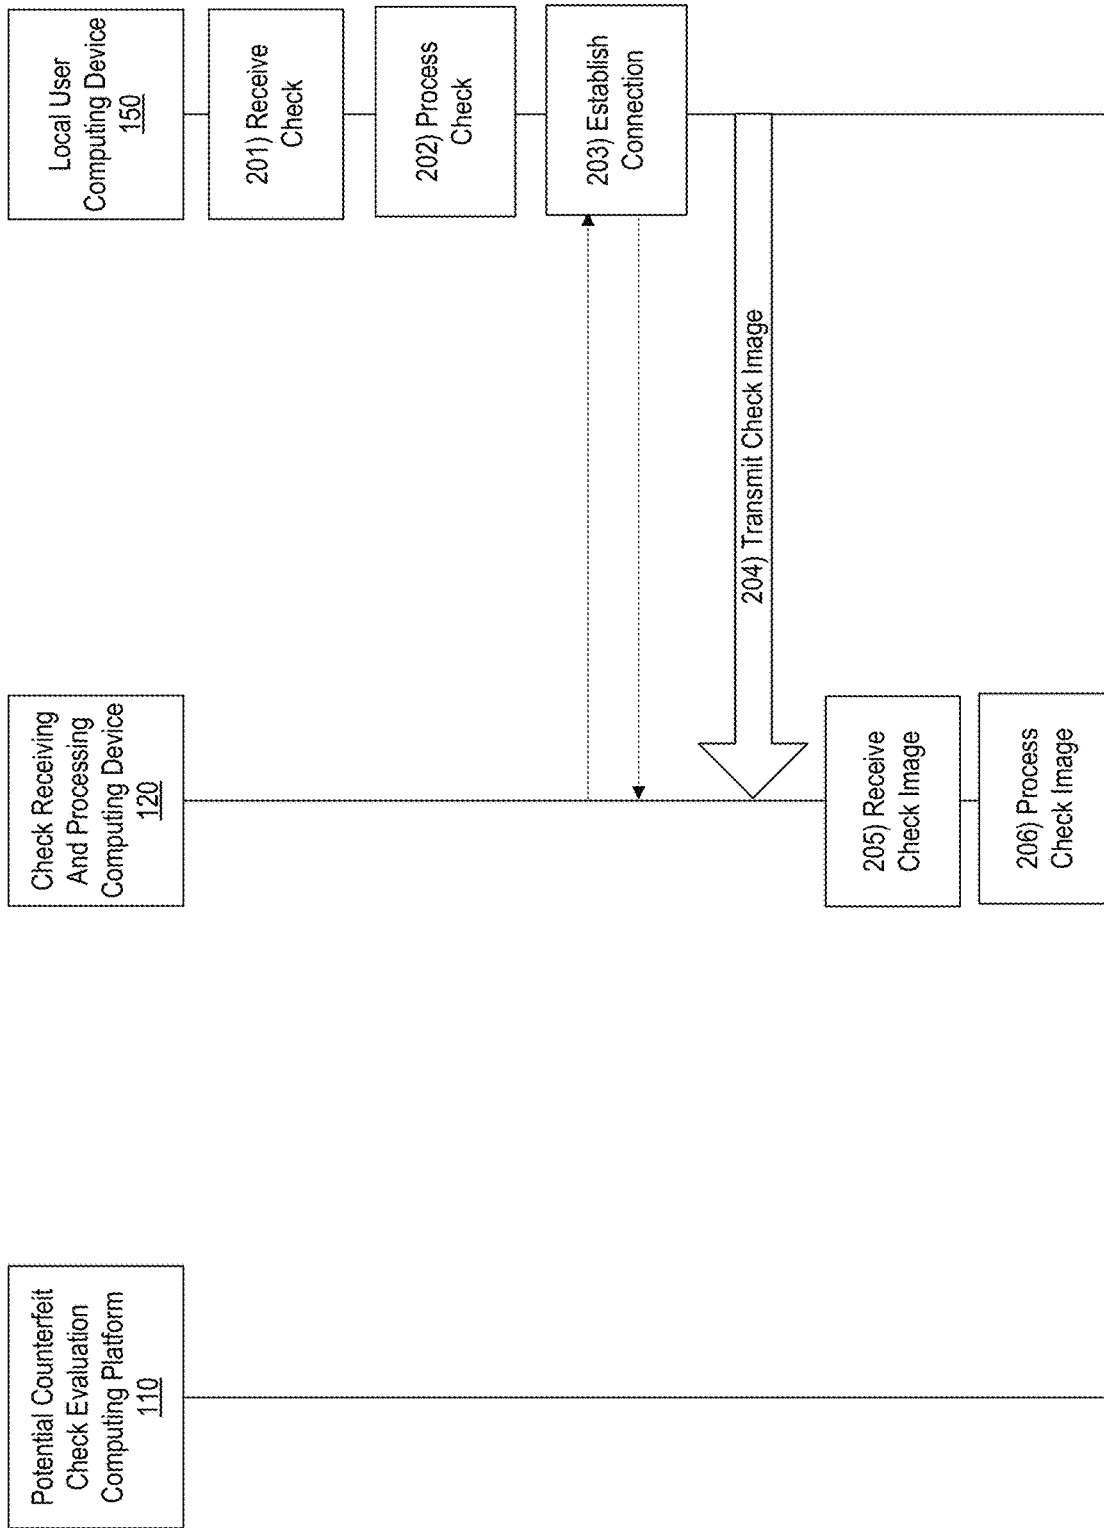 Potential Counterfeit
Check Evaluation
Computing Platform
110
Check Receiving
And Processing
Computing Device
120
Local User
Computing Device
150
201) Receive
Check
202) Process
Check
203) Establish
Connection
204) Transmit Check Image
205) Receive
Check Image
206) Process
Check Image